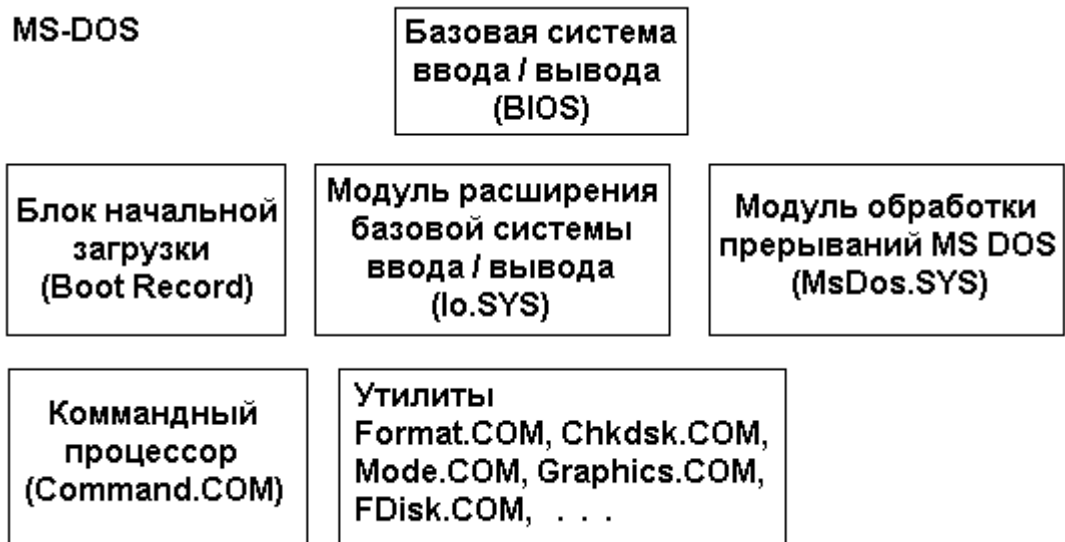 MS-DOS
Базовая система
ввода / вывода
(BIOS)
Блок начальной
загрузки
(Boot Record)
Модуль расширения
базовой системы
ввода / вывода
(Io.SYS)
Модуль обработки
прерываний MS DOS
(MsDos.SYS)
Коммандный
процессор
(Command.COM)
Утилиты
Format.COM, Chkdsk.COM,
Mode.COM, Graphics.COM,
FDisk.COM, . . .